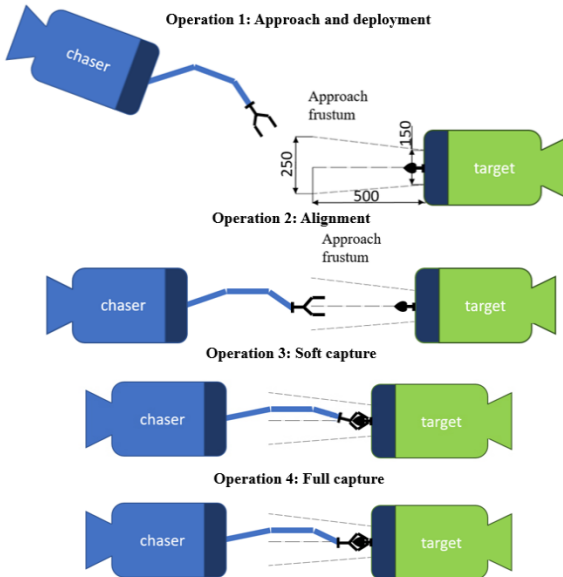 Operation 1: Approach and deployment
chaser
Approach
frustum
150
250
target
500
Operation 2: Alignment
Approach
frustum
chaser
target
Operation 3: Soft capture
chaser
target
Operation 4: Full capture
chaser
target